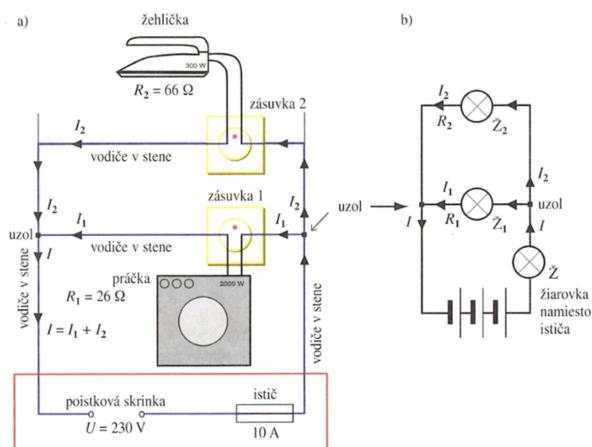 a)
žehlička
300 W
R₂ = 66 Ω
zásuvka 2
I₂
vodiče v stene
I₂
I₂
zásuvka 1
I₁
I₁
uzol
vodiče v stene
I
vodiče v stene
práčka
2000 W
R₁ = 26 Ω
I = I₁ + I₂
vodiče v stene
poistková skrinka
U = 230 V
istič
10 A
uzol
b)
I₂
R₂
Ž₂
I₂
I₁
R₁
Ž₁
uzol
I
I
Ž
žiarovka
namiesto
ističa